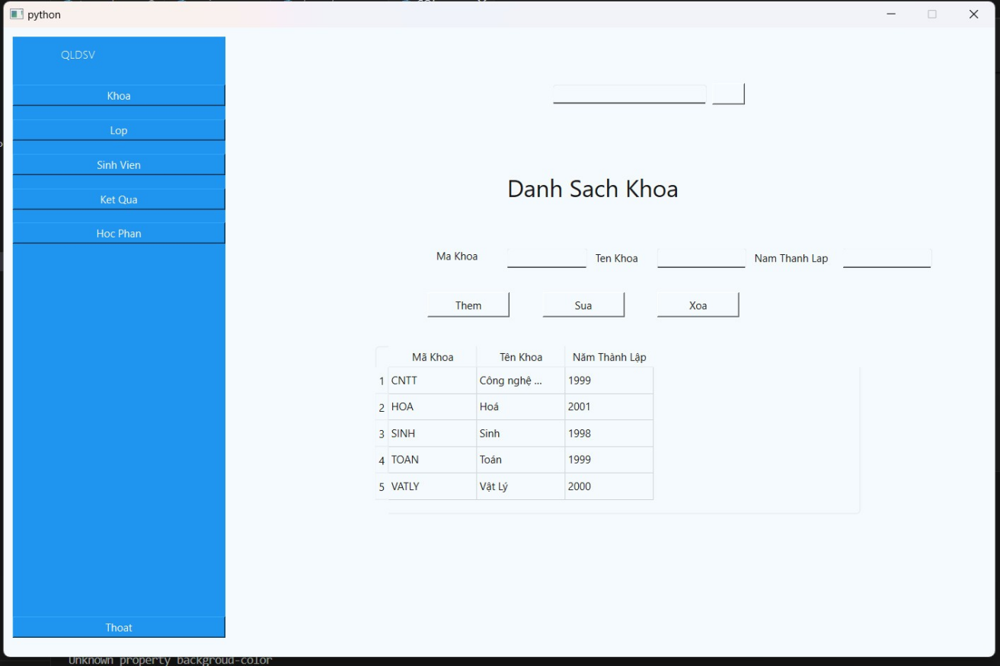 python
QLDSV
Khoa
Lop
Sinh Vien
Ket Qua
Hoc Phan
Thoat
Danh Sach Khoa
Ma Khoa Ten Khoa Nam Thanh Lap
Them Sua Xoa
Mã Khoa Tên Khoa Năm Thành Lập
1 CNTT Công nghệ ... 1999
2 HOA Hoá 2001
3 SINH Sinh 1998
4 TOAN Toán 1999
5 VATLY Vật Lý 2000
Unknown property backgroud-color